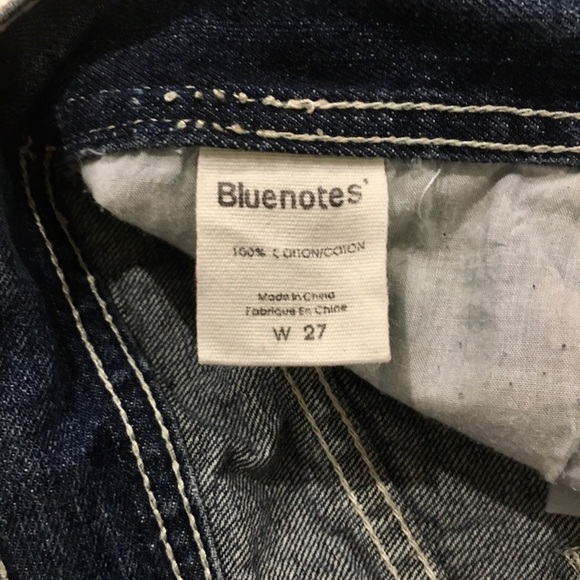 Bluenotes'
100% COTTON/COTON
Made In China
Fabriqué En Chine
W 27